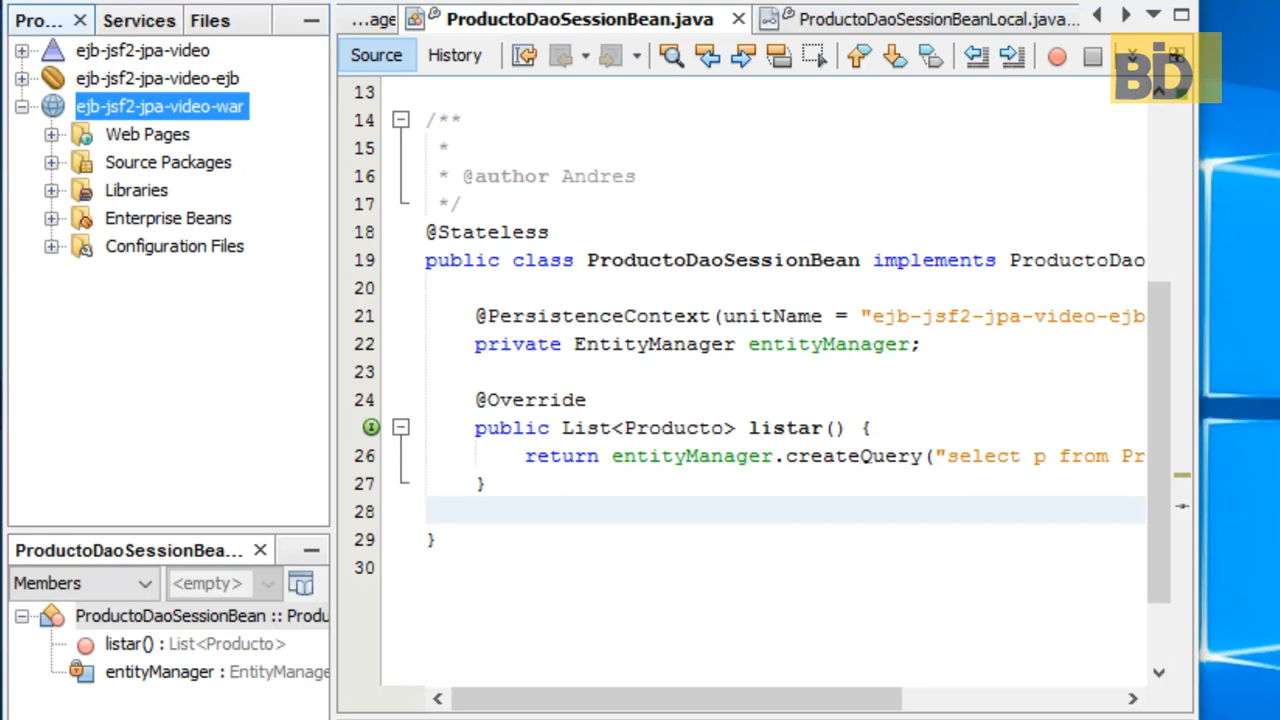 Pro...
Services
Files
ejb-jsf2-jpa-video
ejb-jsf2-jpa-video-ejb
ejb-jsf2-jpa-video-war
Web Pages
Source Packages
Libraries
Enterprise Beans
Configuration Files
ProductoDaoSessionBea...
Members
<empty>
ProductoDaoSessionBean :: Produ
listar() : List<Producto>
entityManager : EntityManage
...age
ProductoDaoSessionBean.java
ProductoDaoSessionBeanLocal.java...
Source
History
BID
13
14 /**
15 *
16 * @author Andres
17 */
18 @Stateless
19 public class ProductoDaoSessionBean implements ProductoDao
20
21 @PersistenceContext(unitName = "ejb-jsf2-jpa-video-ejb
22 private EntityManager entityManager;
23
24 @Override
public List<Producto> listar() {
26 return entityManager.createQuery("select p from Pr
27 }
28
29 }
30